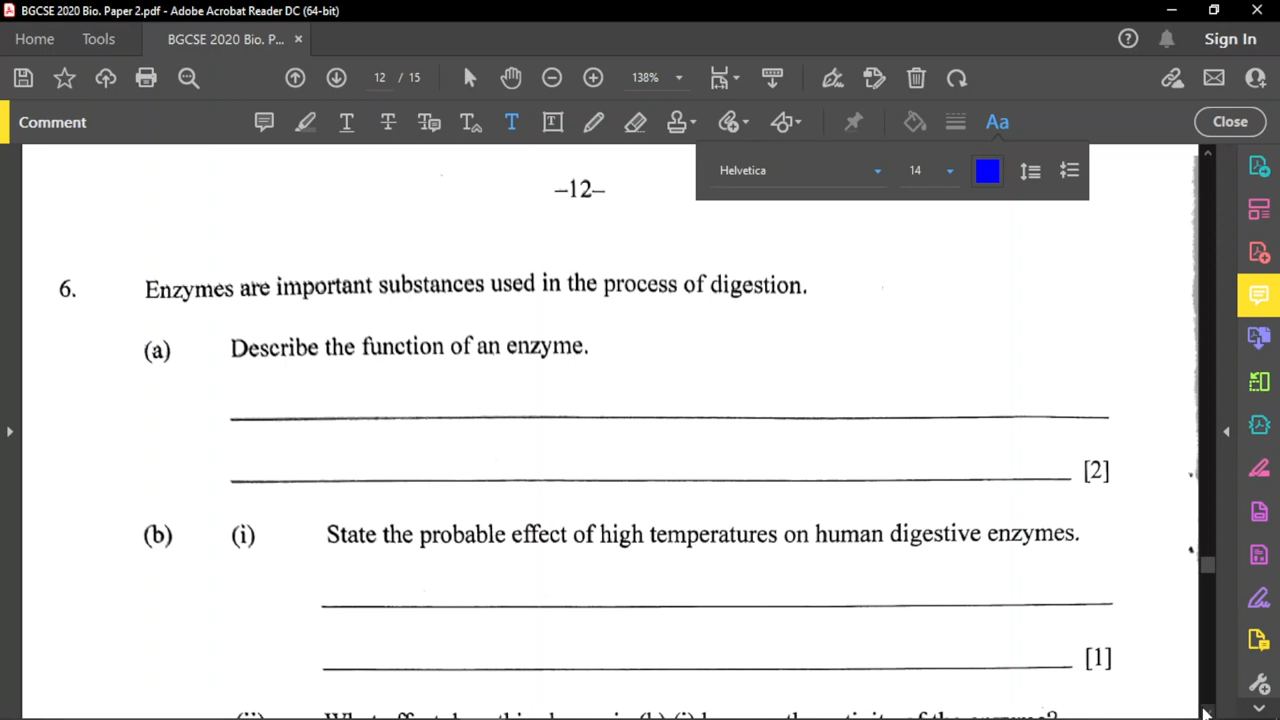 BGCSE 2020 Bio. Paper 2.pdf - Adobe Acrobat Reader DC (64-bit)
Home Tools BGCSE 2020 Bio. P... × Sign In
12 / 15 138%
Comment Close
Helvetica 14
–12–
6. Enzymes are important substances used in the process of digestion.
(a) Describe the function of an enzyme.
[2]
(b) (i) State the probable effect of high temperatures on human digestive enzymes.
[1]